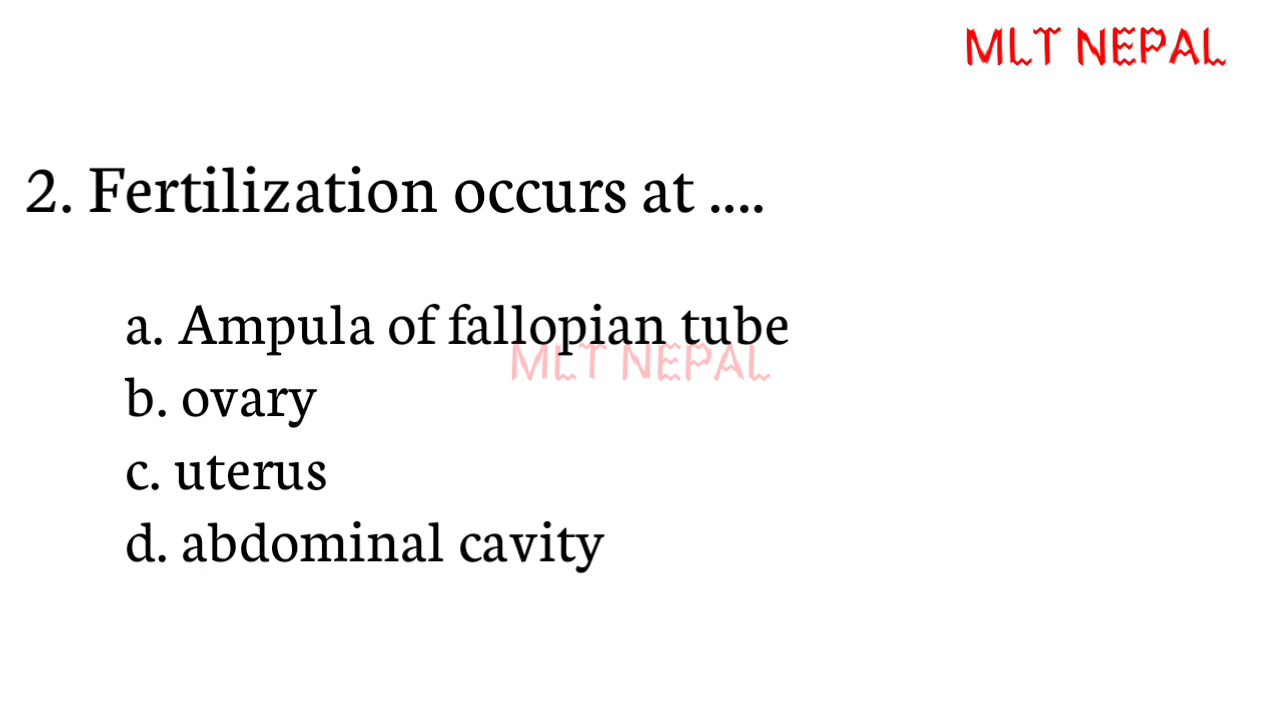 MLT NEPAL
2. Fertilization occurs at ....
a. Ampula of fallopian tube
MLT NEPAL
b. ovary
c. uterus
d. abdominal cavity